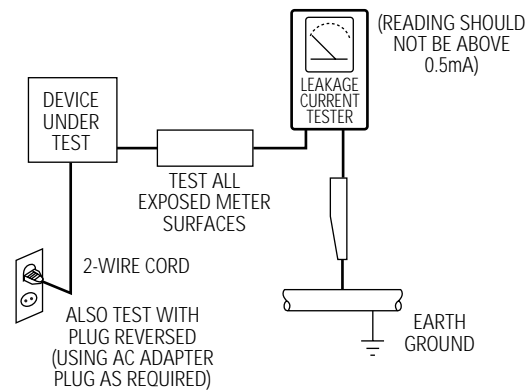 (READING SHOULD
NOT BE ABOVE
0.5mA)
LEAKAGE
CURRENT
TESTER
DEVICE
UNDER
TEST
TEST ALL
EXPOSED METER
SURFACES
2-WIRE CORD
ALSO TEST WITH
PLUG REVERSED
(USING AC ADAPTER
PLUG AS REQUIRED)
EARTH
GROUND